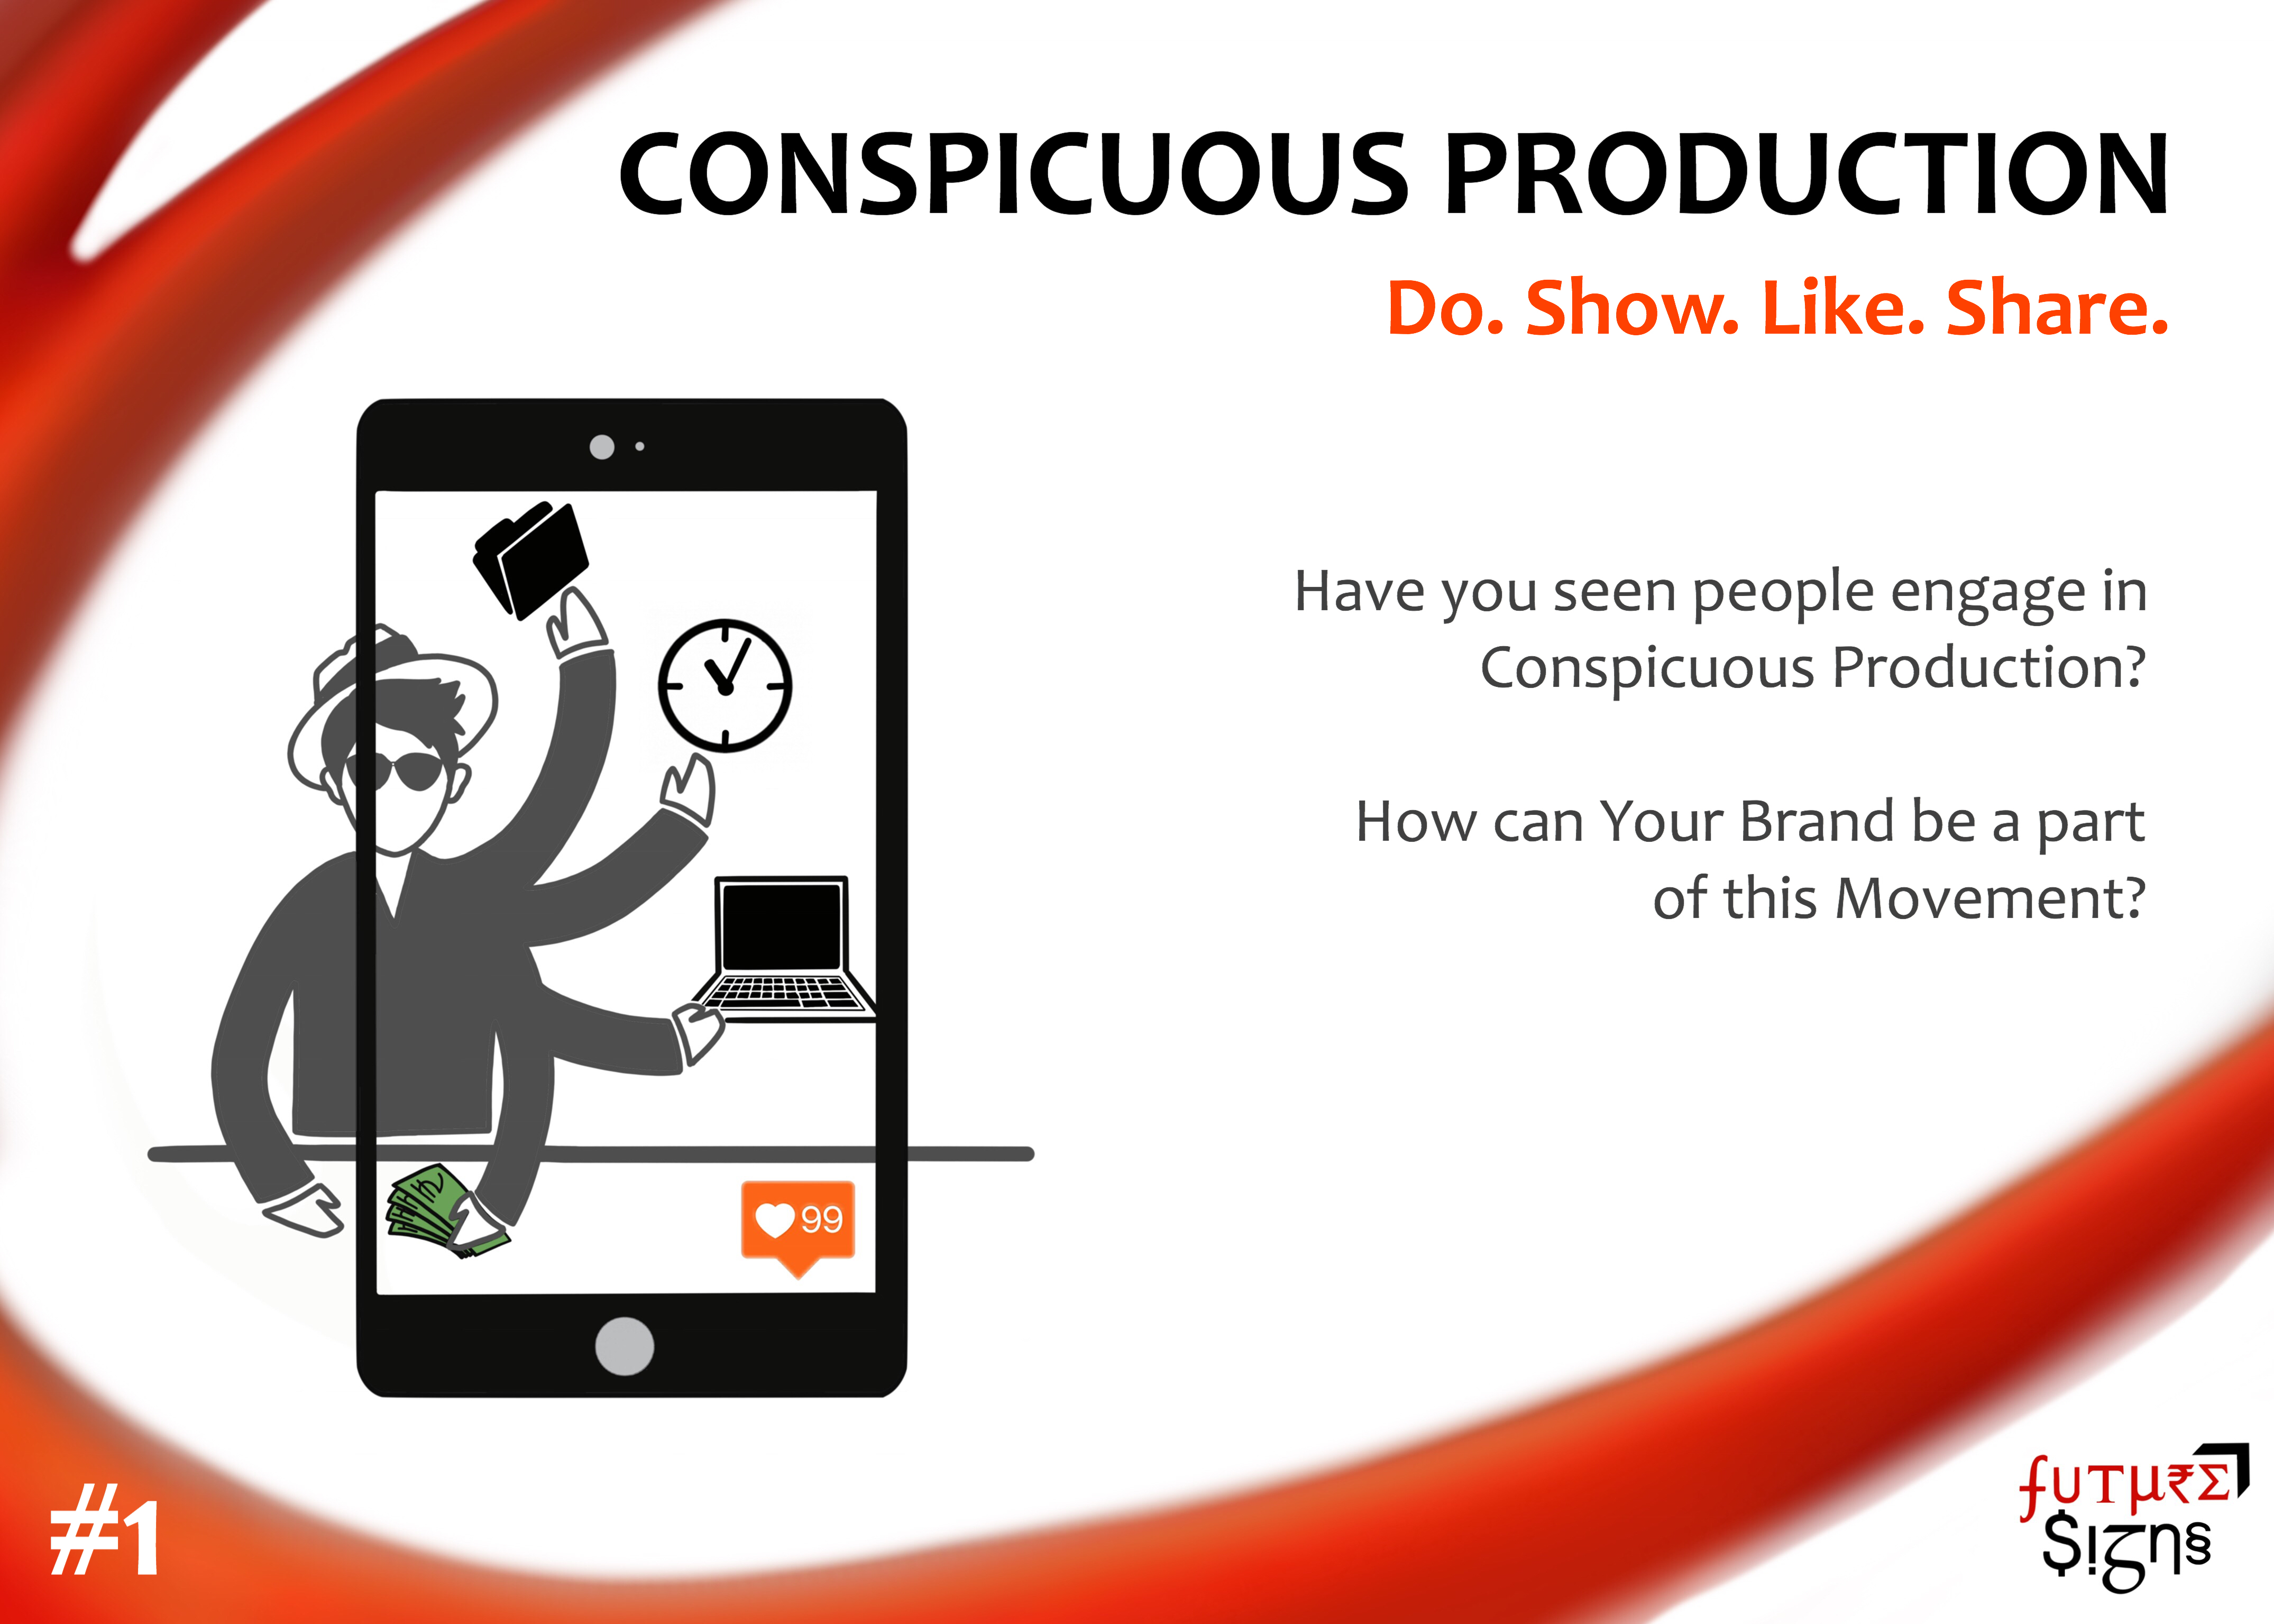 CONSPICUOUS PRODUCTION
Do. Show. Like. Share.
Have you seen people engage in
Conspicuous Production?
How can Your Brand be a part
of this Movement?
99
#1
ƒUTμ₹Σ
$!ƹη§